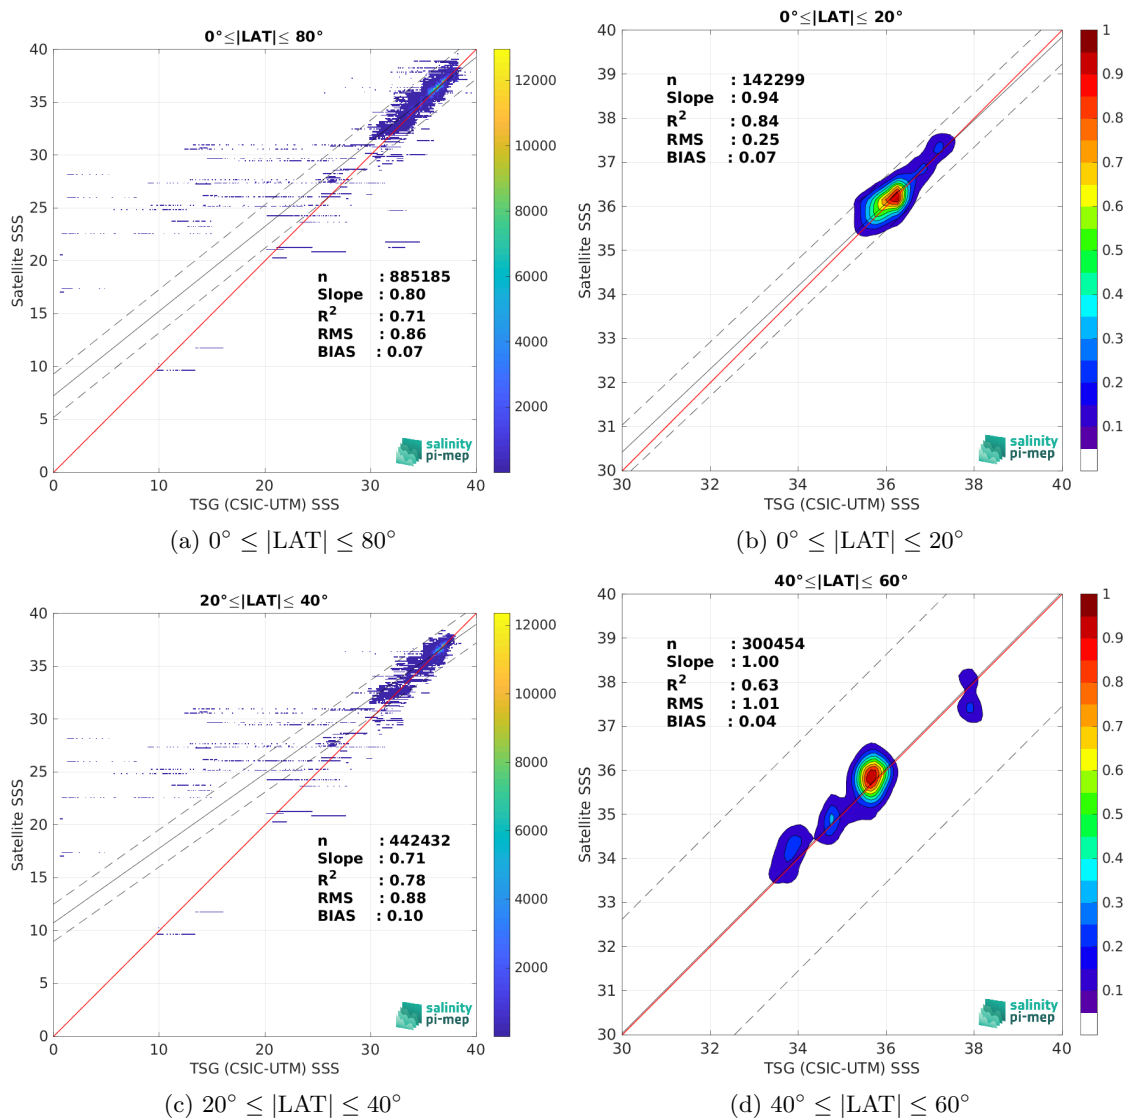 0°≤|LAT|≤ 80°
40
35
30
25
20
15
10
5
0
Satellite SSS
n : 885185
Slope : 0.80
R² : 0.71
RMS : 0.86
BIAS : 0.07
salinity
pi-mep
0 10 20 30 40
TSG (CSIC-UTM) SSS
12000
10000
8000
6000
4000
2000
(a) 0° ≤ |LAT| ≤ 80°
0°≤|LAT|≤ 20°
40
39
38
37
36
35
34
33
32
31
30
Satellite SSS
n : 142299
Slope : 0.94
R² : 0.84
RMS : 0.25
BIAS : 0.07
salinity
pi-mep
30 32 34 36 38 40
TSG (CSIC-UTM) SSS
1
0.9
0.8
0.7
0.6
0.5
0.4
0.3
0.2
0.1
(b) 0° ≤ |LAT| ≤ 20°
20°≤|LAT|≤ 40°
40
35
30
25
20
15
10
5
0
Satellite SSS
n : 442432
Slope : 0.71
R² : 0.78
RMS : 0.88
BIAS : 0.10
salinity
pi-mep
0 10 20 30 40
TSG (CSIC-UTM) SSS
12000
10000
8000
6000
4000
2000
(c) 20° ≤ |LAT| ≤ 40°
40°≤|LAT|≤ 60°
40
39
38
37
36
35
34
33
32
31
30
Satellite SSS
n : 300454
Slope : 1.00
R² : 0.63
RMS : 1.01
BIAS : 0.04
salinity
pi-mep
30 32 34 36 38 40
TSG (CSIC-UTM) SSS
1
0.9
0.8
0.7
0.6
0.5
0.4
0.3
0.2
0.1
(d) 40° ≤ |LAT| ≤ 60°